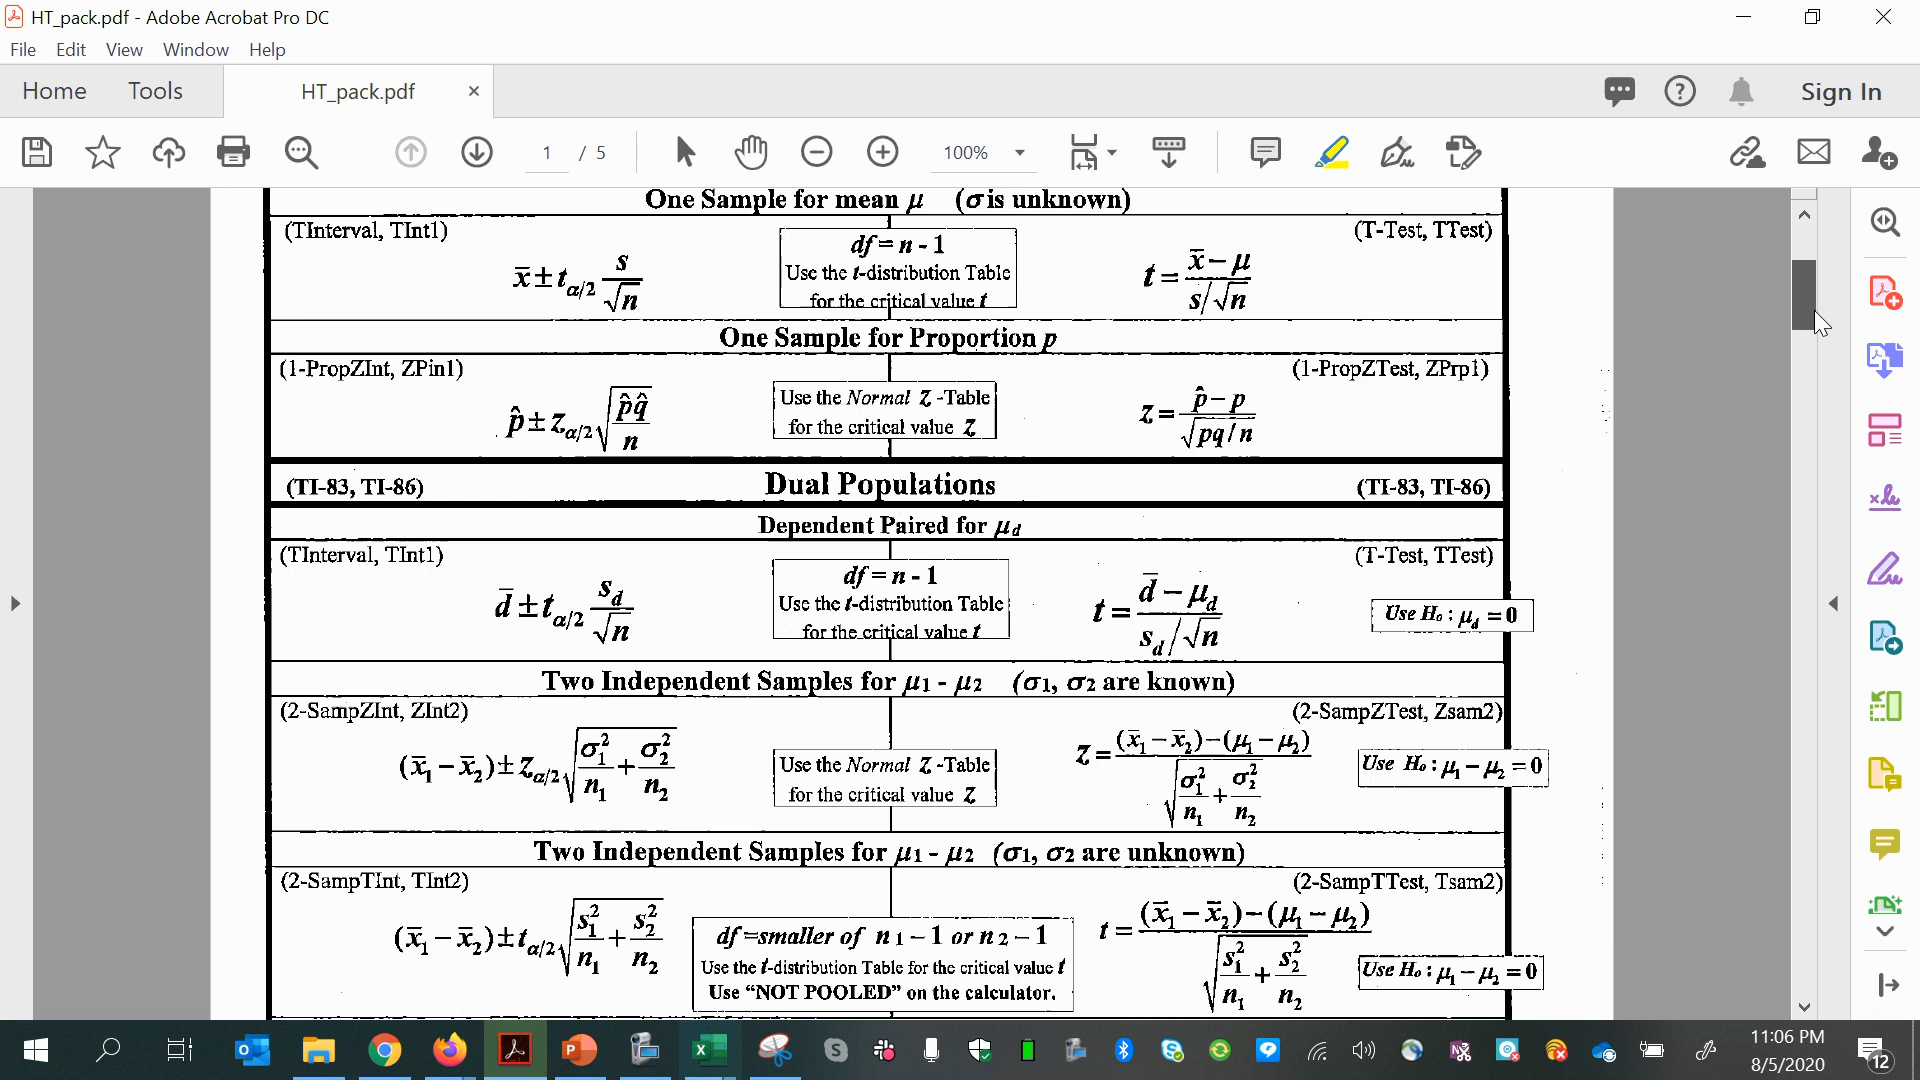 HT_pack.pdf - Adobe Acrobat Pro DC
File Edit View Window Help
Home Tools HT_pack.pdf × Sign In
1 / 5 100%
One Sample for mean μ (σ is unknown)
(TInterval, TInt1) (T-Test, TTest)
x̄ ± t_{α/2} s/√n
df = n - 1
Use the t-distribution Table
for the critical value t
t = (x̄ − μ)/(s/√n)
One Sample for Proportion p
(1-PropZInt, ZPin1) (1-PropZTest, ZPrp1)
p̂ ± z_{α/2} √(p̂q̂/n)
Use the Normal Z -Table
for the critical value Z
z = (p̂ − p)/√(pq/n)
(TI-83, TI-86) Dual Populations (TI-83, TI-86)
Dependent Paired for μd
(TInterval, TInt1) (T-Test, TTest)
d̄ ± t_{α/2} s_d/√n
df = n - 1
Use the t-distribution Table
for the critical value t
t = (d̄ − μ_d)/(s_d/√n)
Use H₀ : μ_d = 0
Two Independent Samples for μ1 - μ2 (σ1, σ2 are known)
(2-SampZInt, ZInt2) (2-SampZTest, Zsam2)
(x̄₁ − x̄₂) ± Z_{α/2} √(σ₁²/n₁ + σ₂²/n₂)
Use the Normal Z -Table
for the critical value Z
z = ((x̄₁ − x̄₂) − (μ₁ − μ₂))/√(σ₁²/n₁ + σ₂²/n₂)
Use H₀ : μ₁ − μ₂ = 0
Two Independent Samples for μ1 - μ2 (σ1, σ2 are unknown)
(2-SampTInt, TInt2) (2-SampTTest, Tsam2)
(x̄₁ − x̄₂) ± t_{α/2} √(s₁²/n₁ + s₂²/n₂)
df =smaller of n 1 − 1 or n 2 − 1
Use the t-distribution Table for the critical value t
Use “NOT POOLED” on the calculator.
t = ((x̄₁ − x̄₂) − (μ₁ − μ₂))/√(s₁²/n₁ + s₂²/n₂)
Use H₀ : μ₁ − μ₂ = 0
11:06 PM
8/5/2020
12